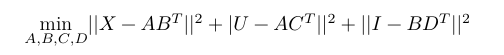 min_{A,B,C,D} ||X − AB^T||^2 + |U − AC^T||^2 + ||I − BD^T||^2